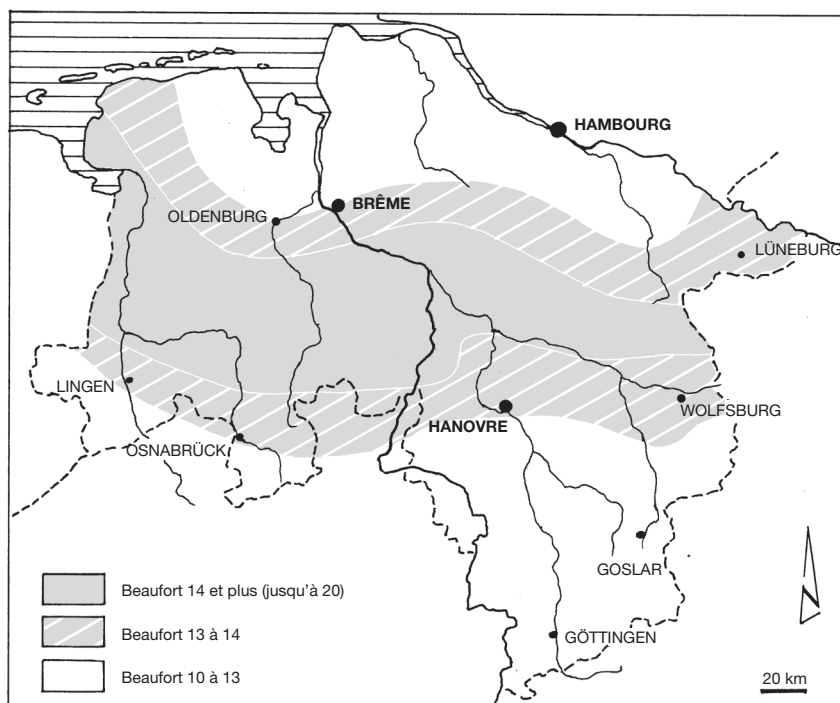 HAMBOURG
BRÊME
OLDENBURG
LÜNEBURG
LINGEN
WOLFSBURG
HANOVRE
OSNABRÜCK
GOSLAR
Beaufort 14 et plus (jusqu'à 20)
Beaufort 13 à 14
GÖTTINGEN
Beaufort 10 à 13
20 km
N